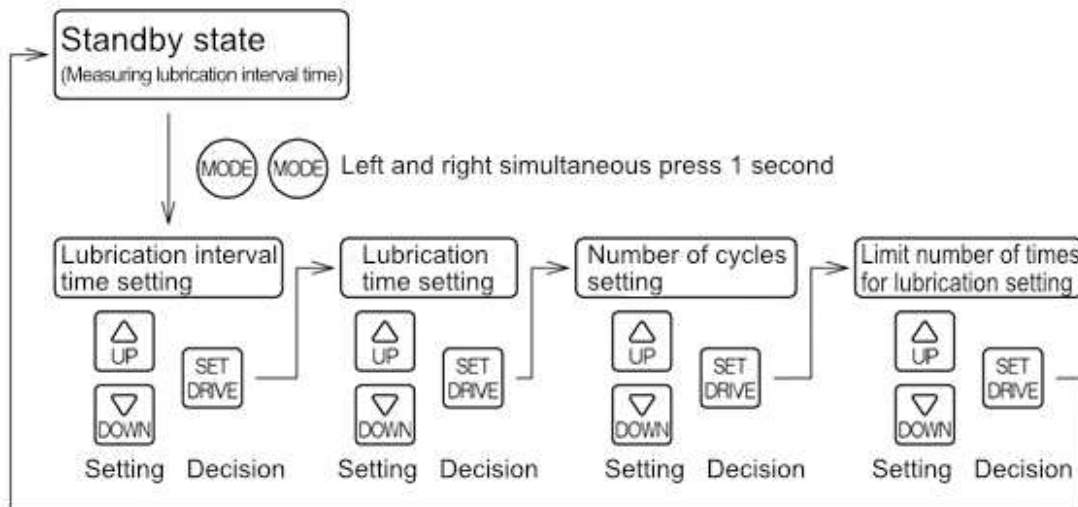 Standby state
(Measuring lubrication interval time)
MODE MODE Left and right simultaneous press 1 second
Lubrication interval
time setting
Lubrication
time setting
Number of cycles
setting
Limit number of times
for lubrication setting
UP
SET
DRIVE
DOWN
Setting Decision
UP
SET
DRIVE
DOWN
Setting Decision
UP
SET
DRIVE
DOWN
Setting Decision
UP
SET
DRIVE
DOWN
Setting Decision